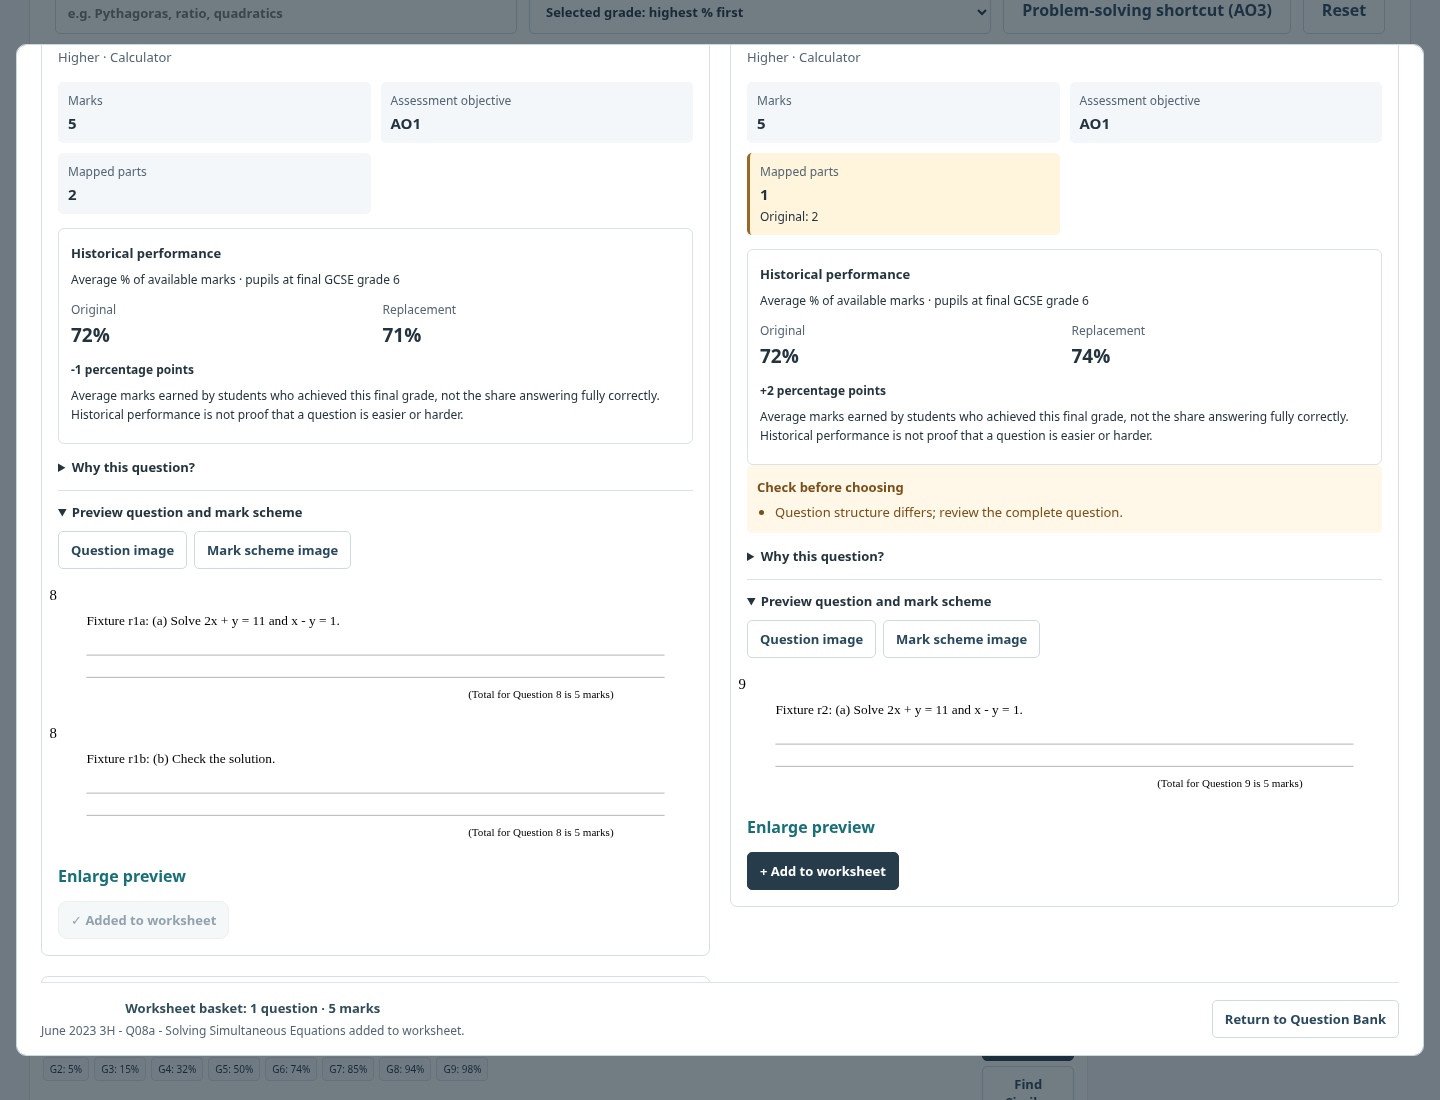 e.g. Pythagoras, ratio, quadratics
Selected grade: highest % first
Problem-solving shortcut (AO3)
Reset
Higher · Calculator
Marks
5
Assessment objective
AO1
Mapped parts
2
Historical performance
Average % of available marks · pupils at final GCSE grade 6
Original
Replacement
72%
71%
-1 percentage points
Average marks earned by students who achieved this final grade, not the share answering fully correctly.
Historical performance is not proof that a question is easier or harder.
Why this question?
Preview question and mark scheme
Question image
Mark scheme image
8
Fixture r1a: (a) Solve 2x + y = 11 and x - y = 1.
(Total for Question 8 is 5 marks)
8
Fixture r1b: (b) Check the solution.
(Total for Question 8 is 5 marks)
Enlarge preview
✓ Added to worksheet
Higher · Calculator
Marks
5
Assessment objective
AO1
Mapped parts
1
Original: 2
Historical performance
Average % of available marks · pupils at final GCSE grade 6
Original
Replacement
72%
74%
+2 percentage points
Average marks earned by students who achieved this final grade, not the share answering fully correctly.
Historical performance is not proof that a question is easier or harder.
Check before choosing
• Question structure differs; review the complete question.
Why this question?
Preview question and mark scheme
Question image
Mark scheme image
9
Fixture r2: (a) Solve 2x + y = 11 and x - y = 1.
(Total for Question 9 is 5 marks)
Enlarge preview
+ Add to worksheet
Worksheet basket: 1 question · 5 marks
June 2023 3H - Q08a - Solving Simultaneous Equations added to worksheet.
Return to Question Bank
G2: 5%
G3: 15%
G4: 32%
G5: 50%
G6: 74%
G7: 85%
G8: 94%
G9: 98%
Find